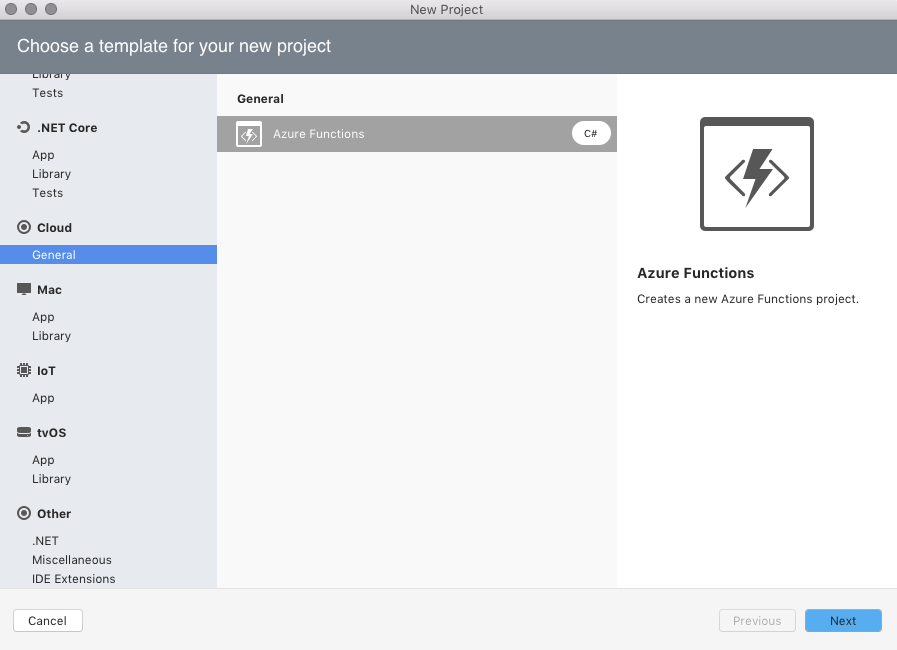 New Project
Choose a template for your new project
Library
Tests
.NET Core
App
Library
Tests
Cloud
General
Mac
App
Library
IoT
App
tvOS
App
Library
Other
.NET
Miscellaneous
IDE Extensions
General
Azure Functions
C#
Azure Functions
Creates a new Azure Functions project.
Cancel
Previous
Next